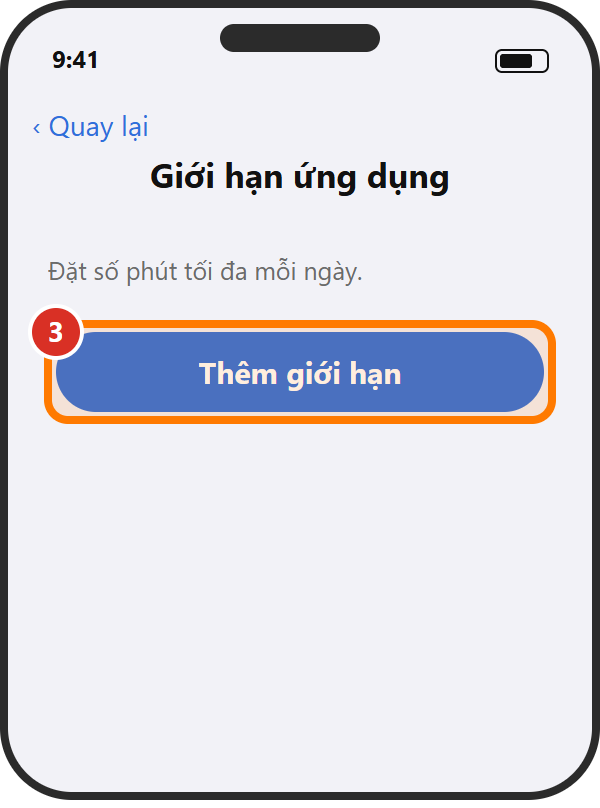 9:41
‹ Quay lại
Giới hạn ứng dụng
Đặt số phút tối đa mỗi ngày.
3
Thêm giới hạn